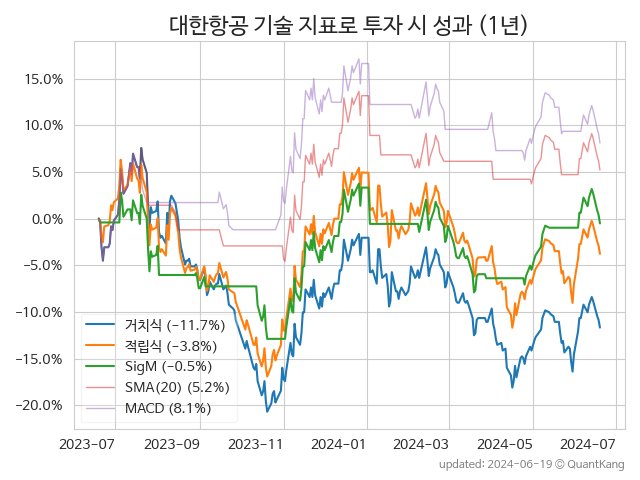 대한항공 기술 지표로 투자 시 성과 (1년)
15.0%
10.0%
5.0%
0.0%
−5.0%
−10.0%
−15.0%
−20.0%
거치식 (−11.7%)
적립식 (−3.8%)
SigM (−0.5%)
SMA(20) (5.2%)
MACD (8.1%)
2023−07 2023−09 2023−11 2024−01 2024−03 2024−05 2024−07
updated: 2024−06−19 ⓒ QuantKang